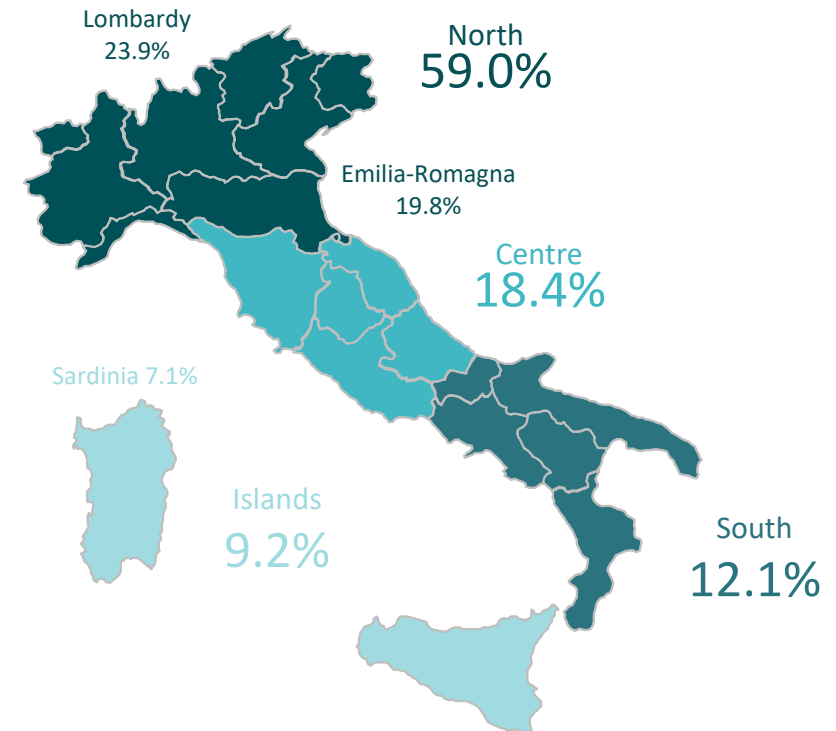 Lombardy
23.9%
North
59.0%
Emilia-Romagna
19.8%
Centre
18.4%
Sardinia 7.1%
Islands
9.2%
South
12.1%